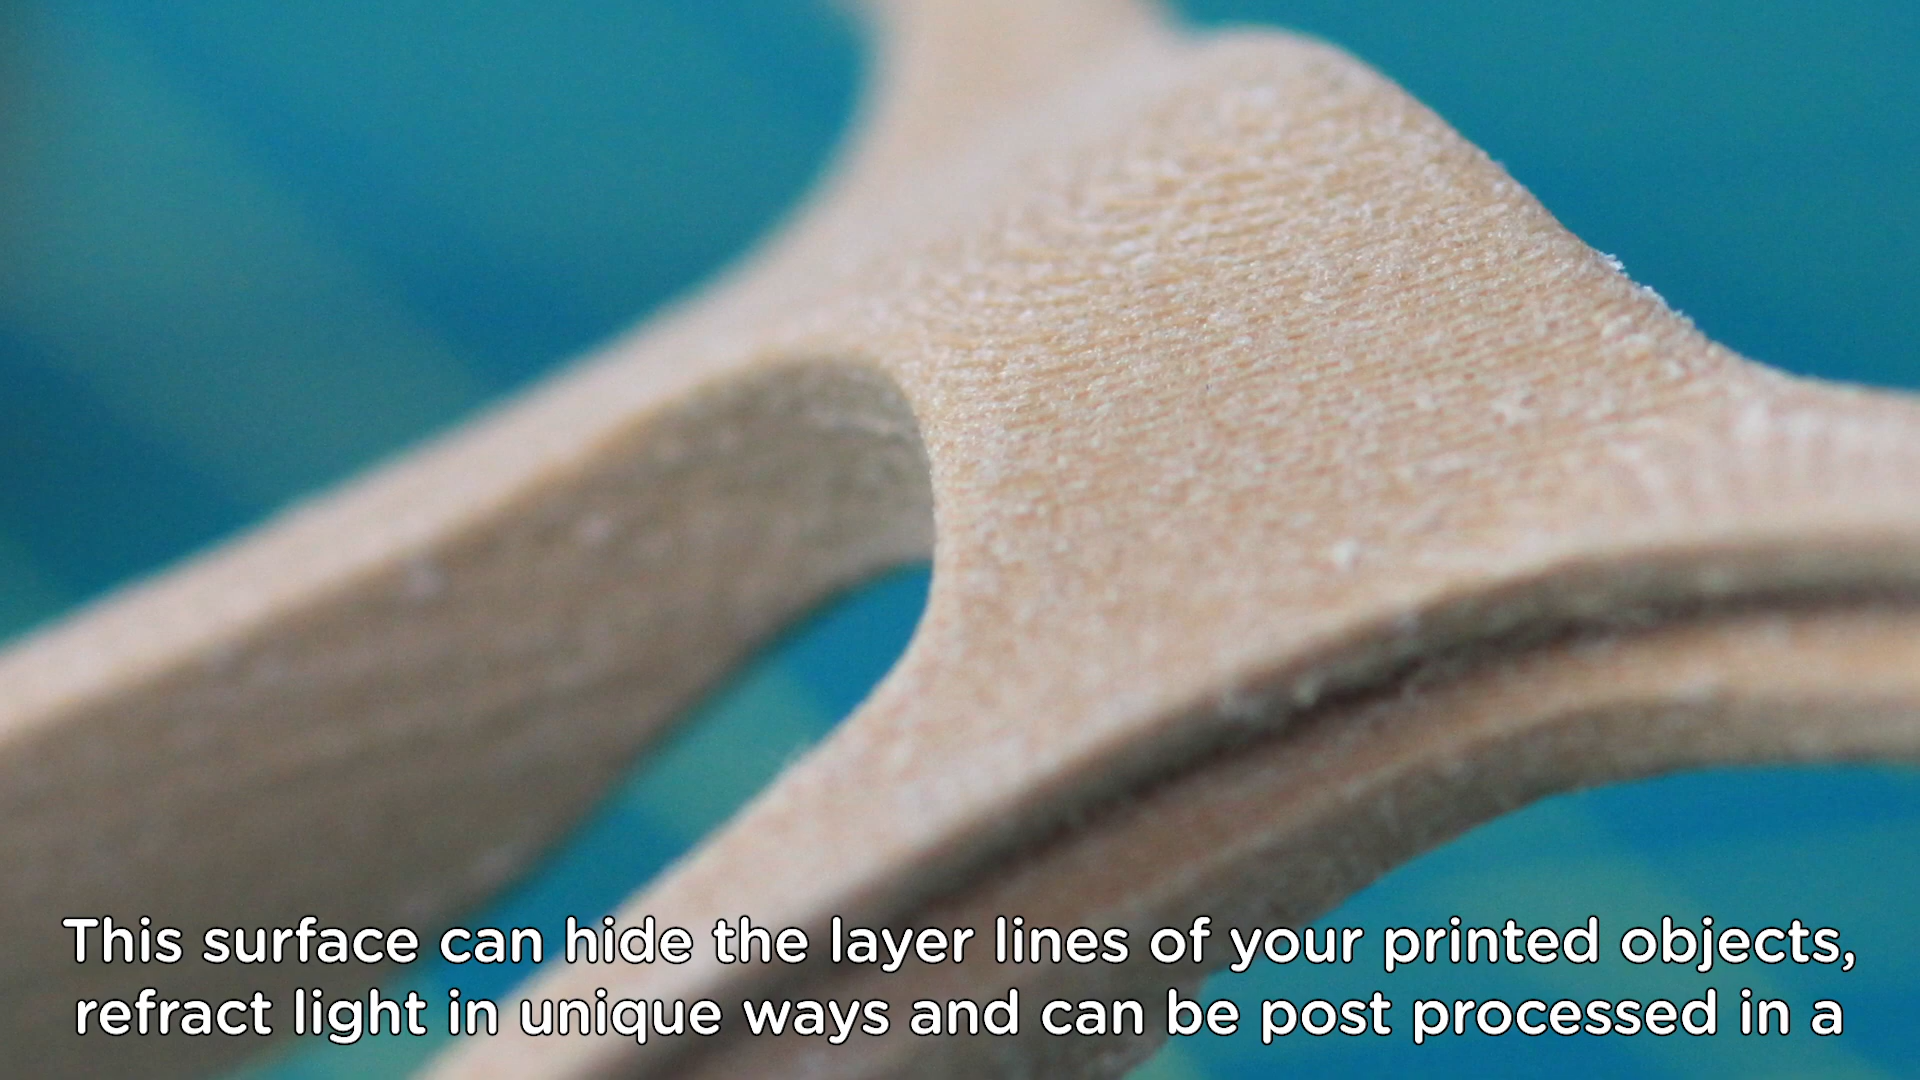 This surface can hide the layer lines of your printed objects,
refract light in unique ways and can be post processed in a